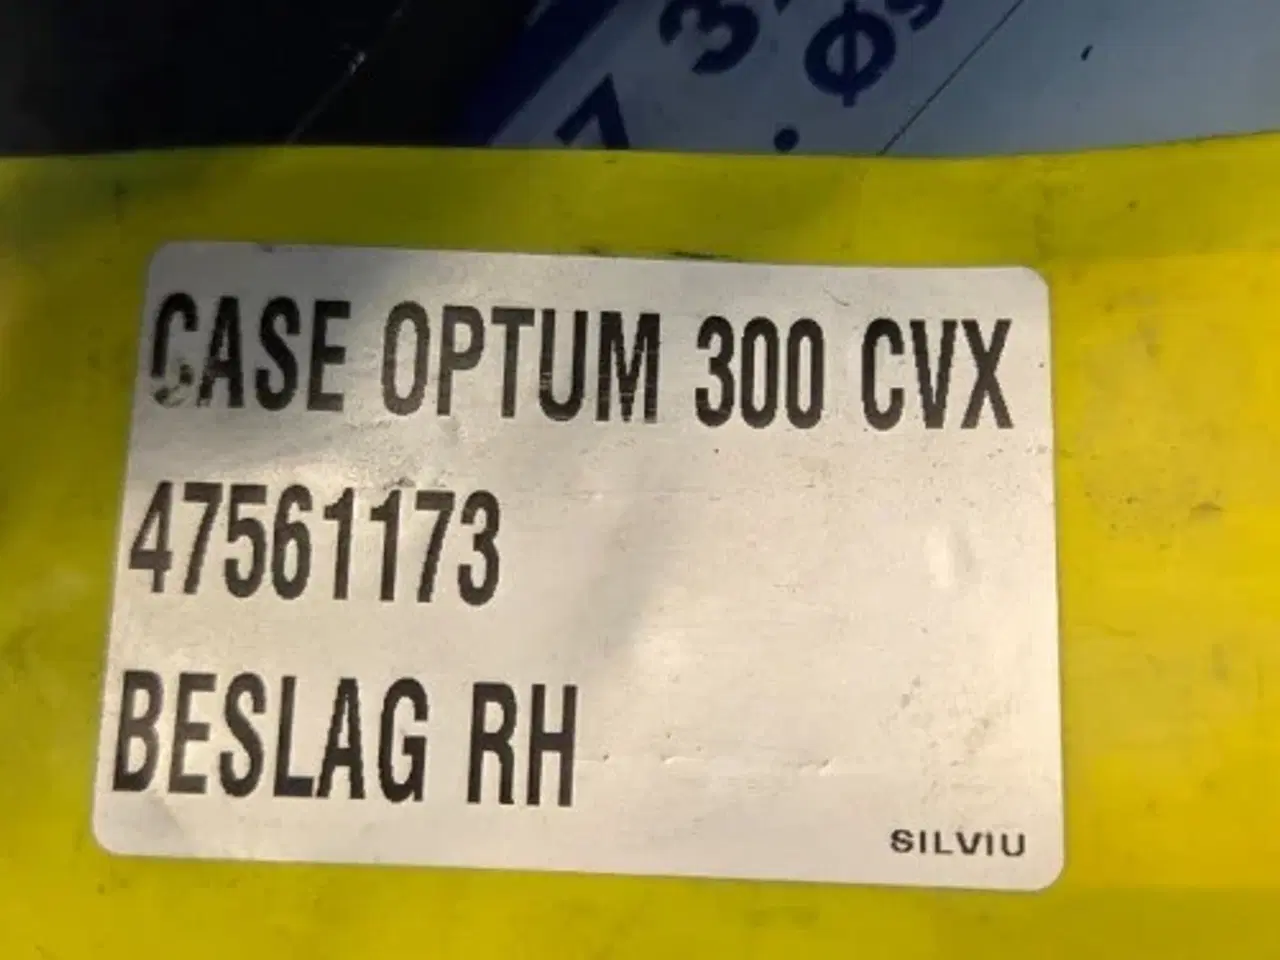 CASE OPTUM 300 CVX
47561173
BESLAG RH
SILVIU